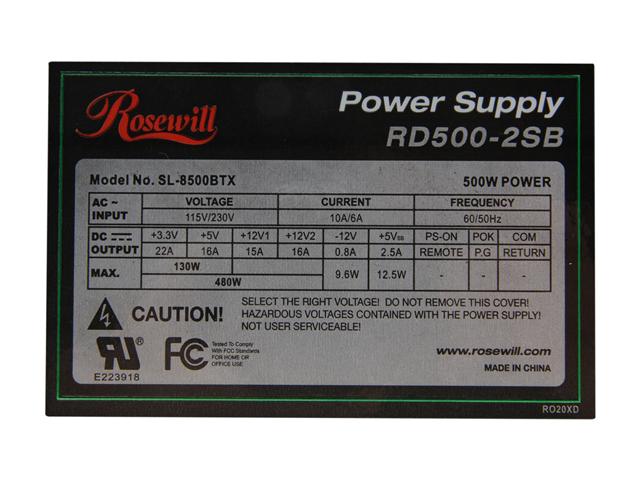 Rosewill
Power Supply
RD500-2SB
Model No. SL-8500BTX 500W POWER
AC ~ INPUT VOLTAGE CURRENT FREQUENCY
115V/230V 10A/6A 60/50Hz
DC OUTPUT +3.3V +5V +12V1 +12V2 -12V +5VSB PS-ON POK COM
22A 16A 15A 16A 0.8A 2.5A REMOTE P.G RETURN
MAX. 130W 9.6W 12.5W - - -
480W
CAUTION!
SELECT THE RIGHT VOLTAGE! DO NOT REMOVE THIS COVER!
HAZARDOUS VOLTAGES CONTAINED WITH THE POWER SUPPLY!
NOT USER SERVICEABLE!
RU®
E223918
FC
Tested To Comply
With FCC Standards
FOR HOME OR
OFFICE USE
www.rosewill.com
MADE IN CHINA
RO20XD